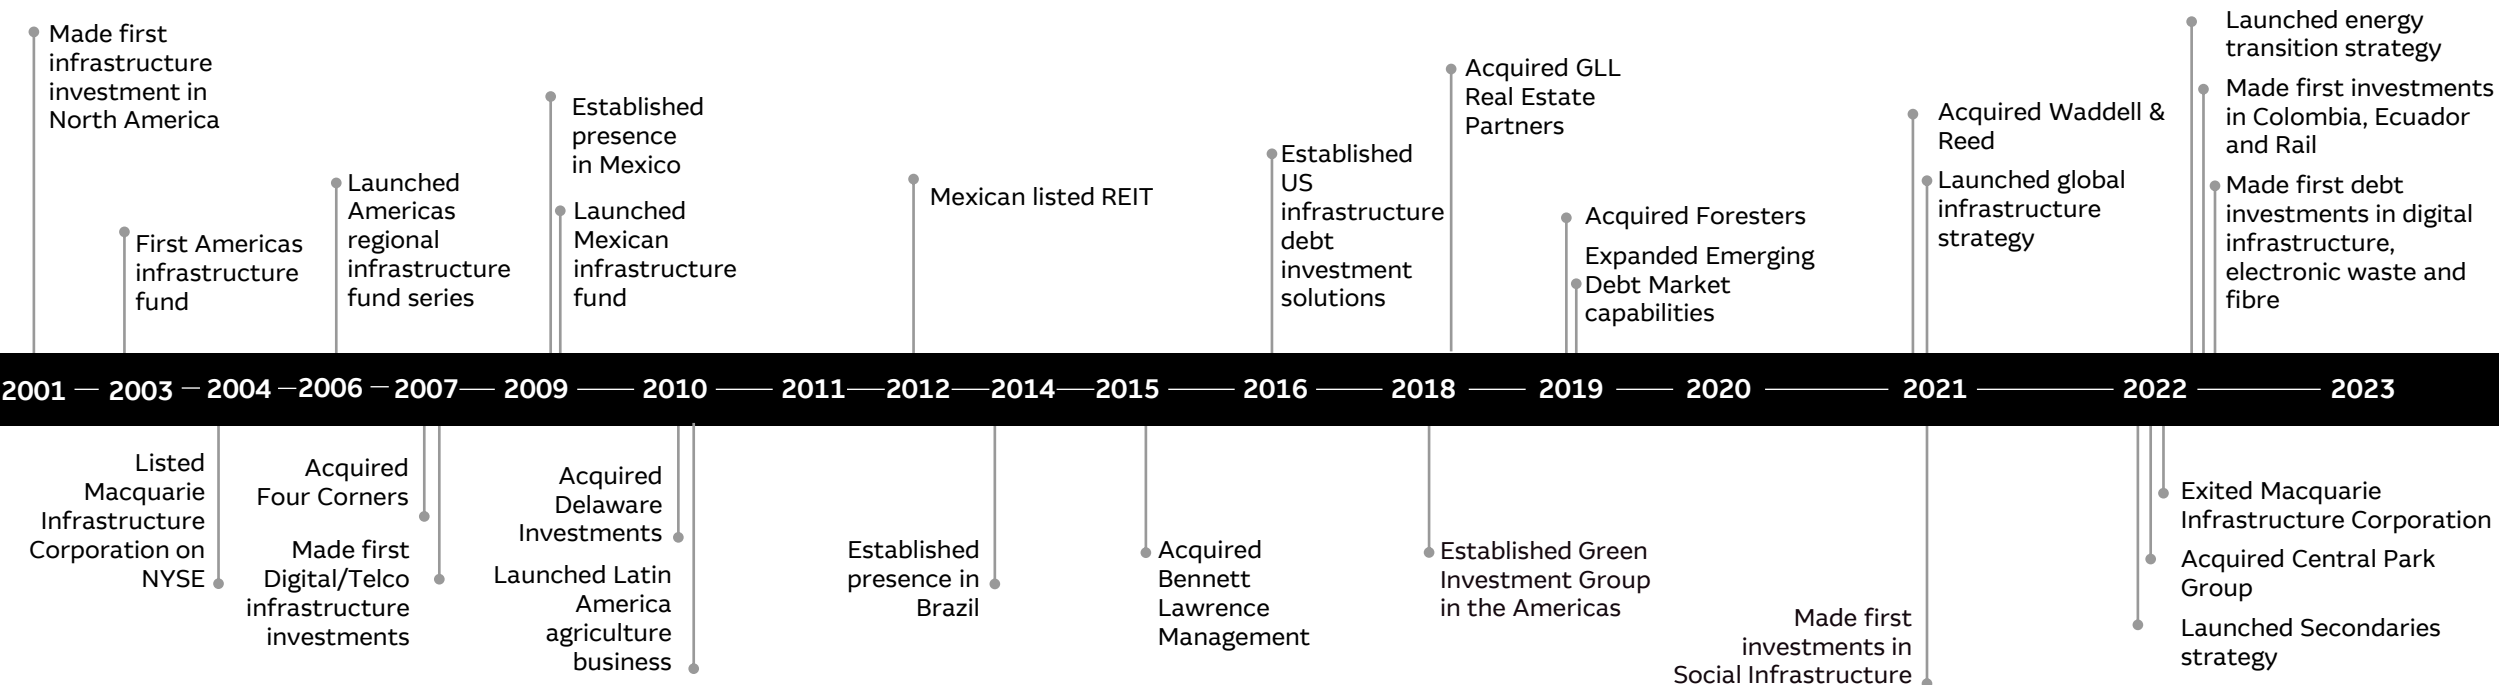 Made first
infrastructure
investment in
North America
First Americas
infrastructure
fund
Launched
Americas
regional
infrastructure
fund series
Established
presence
in Mexico
Launched
Mexican
infrastructure
fund
Mexican listed REIT
Established
US
infrastructure
debt
investment
solutions
Acquired GLL
Real Estate
Partners
Acquired Foresters
Expanded Emerging
Debt Market
capabilities
Acquired Waddell &
Reed
Launched global
infrastructure
strategy
Launched energy
transition strategy
Made first investments
in Colombia, Ecuador
and Rail
Made first debt
investments in digital
infrastructure,
electronic waste and
fibre
2001 2003 2004 2006 2007 2009 2010 2011 2012 2014 2015 2016 2018 2019 2020 2021 2022 2023
Listed
Macquarie
Infrastructure
Corporation on
NYSE
Acquired
Four Corners
Made first
Digital/Telco
infrastructure
investments
Acquired
Delaware
Investments
Launched Latin
America
agriculture
business
Established
presence in
Brazil
Acquired
Bennett
Lawrence
Management
Established Green
Investment Group
in the Americas
Made first
investments in
Social Infrastructure
Exited Macquarie
Infrastructure Corporation
Acquired Central Park
Group
Launched Secondaries
strategy